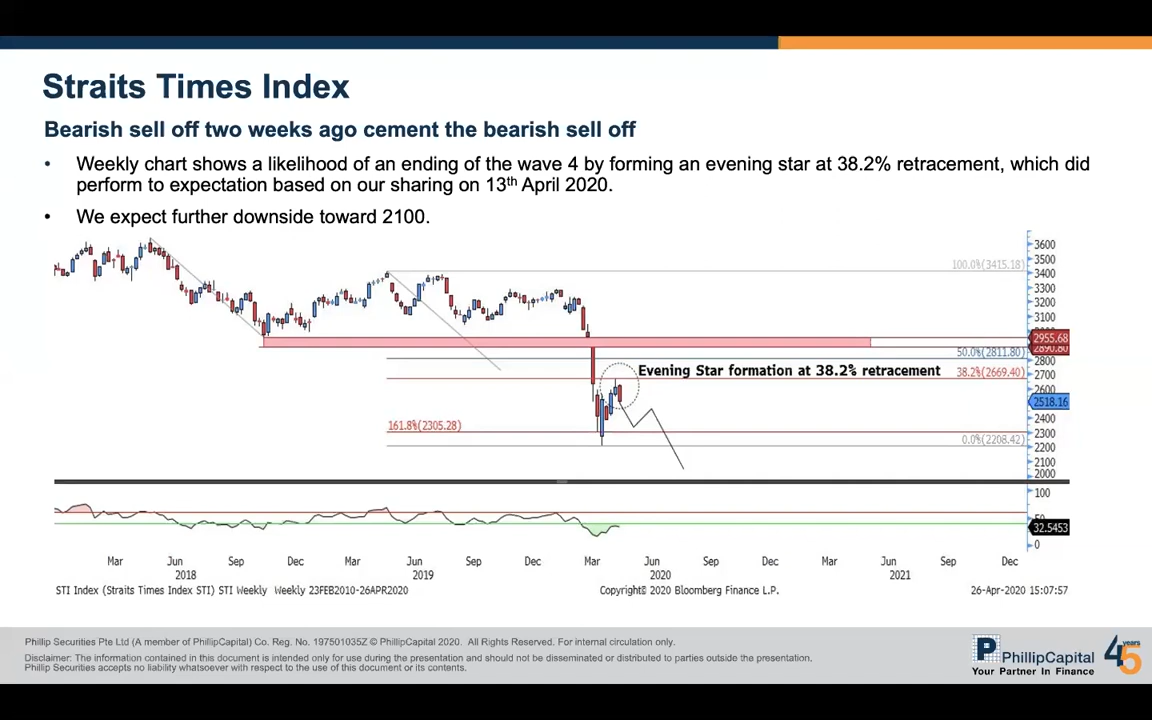 Straits Times Index
Bearish sell off two weeks ago cement the bearish sell off
• Weekly chart shows a likelihood of an ending of the wave 4 by forming an evening star at 38.2% retracement, which did
perform to expectation based on our sharing on 13th April 2020.
• We expect further downside toward 2100.
3600
3500
100.0%(3415.18)
3400
3300
3200
3100
2955.68
2890.80
50.0%(2811.80)
2800
Evening Star formation at 38.2% retracement
38.2%(2669.40)
2700
2600
2518.16
2400
161.8%(2305.28)
2300
0.0%(2208.42)
2200
2100
2000
100
50
32.5453
0
Mar Jun Sep Dec Mar Jun Sep Dec Mar Jun Sep Dec Mar Jun Sep Dec
2018 2019 2020 2021
STI Index (Straits Times Index STI) STI Weekly Weekly 23FEB2010-26APR2020 Copyright© 2020 Bloomberg Finance L.P. 26-Apr-2020 15:07:57
Phillip Securities Pte Ltd (A member of PhillipCapital) Co. Reg. No. 197501035Z © PhillipCapital 2020. All Rights Reserved. For internal circulation only.
Disclaimer: The information contained in this document is intended only for use during the presentation and should not be disseminated or distributed to parties outside the presentation.
Phillip Securities accepts no liability whatsoever with respect to the use of this document or its contents.
P PhillipCapital
Your Partner In Finance
45 years